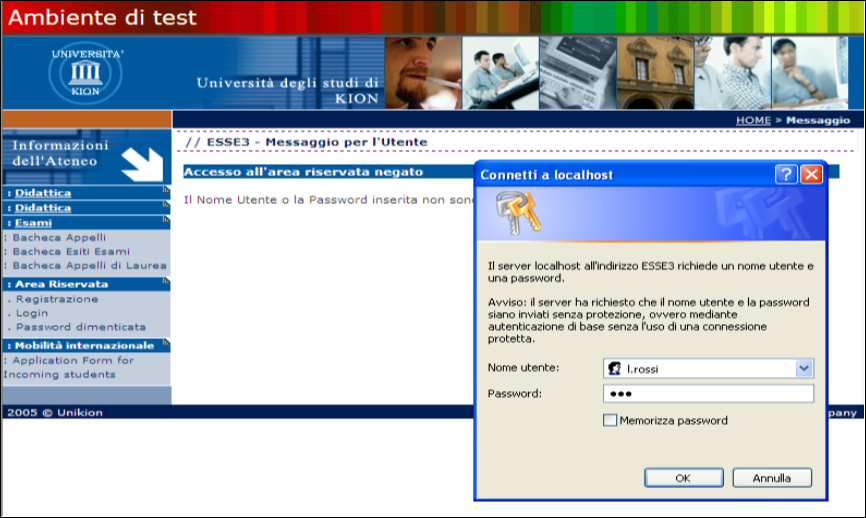 Ambiente di test
UNIVERSITA'
KION
Università degli studi di
KION
HOME » Messaggio
Informazioni
dell'Ateneo
: Didattica
: Didattica
: Esami
: Bacheca Appelli
: Bacheca Esiti Esami
: Bacheca Appelli di Laurea
: Area Riservata
. Registrazione
. Login
. Password dimenticata
: Mobilità internazionale
: Application Form for
Incoming students
2005 © Unikion
// ESSE3 - Messaggio per l'Utente
Accesso all'area riservata negato
Il Nome Utente o la Password inserita non son
Connetti a localhost
Il server localhost all'indirizzo ESSE3 richiede un nome utente e
una password.
Avviso: il server ha richiesto che il nome utente e la password
siano inviati senza protezione, ovvero mediante
autenticazione di base senza l'uso di una connessione
protetta.
Nome utente:
l.rossi
Password:
●●●
Memorizza password
OK
Annulla
pany